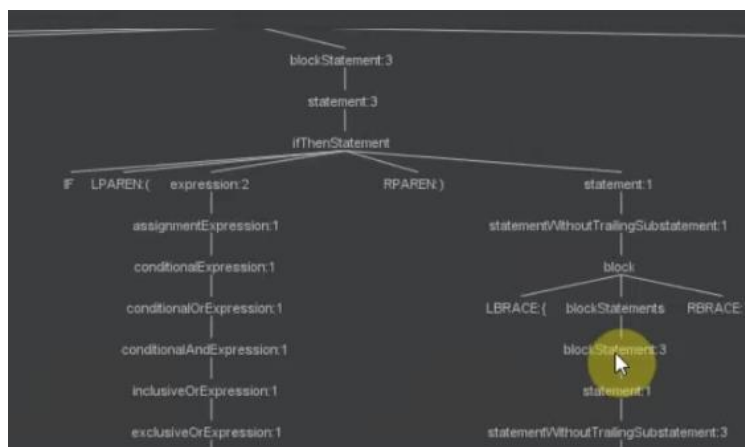 blockStatement:3
statement:3
ifThenStatement
IF LPAREN:( expression:2 RPAREN:) statement:1
assignmentExpression:1 statementWithoutTrailingSubstatement:1
conditionalExpression:1 block
conditionalOrExpression:1 LBRACE:{ blockStatements RBRACE:
conditionalAndExpression:1 blockStatement:3
inclusiveOrExpression:1 statement:1
exclusiveOrExpression:1 statementWithoutTrailingSubstatement:3